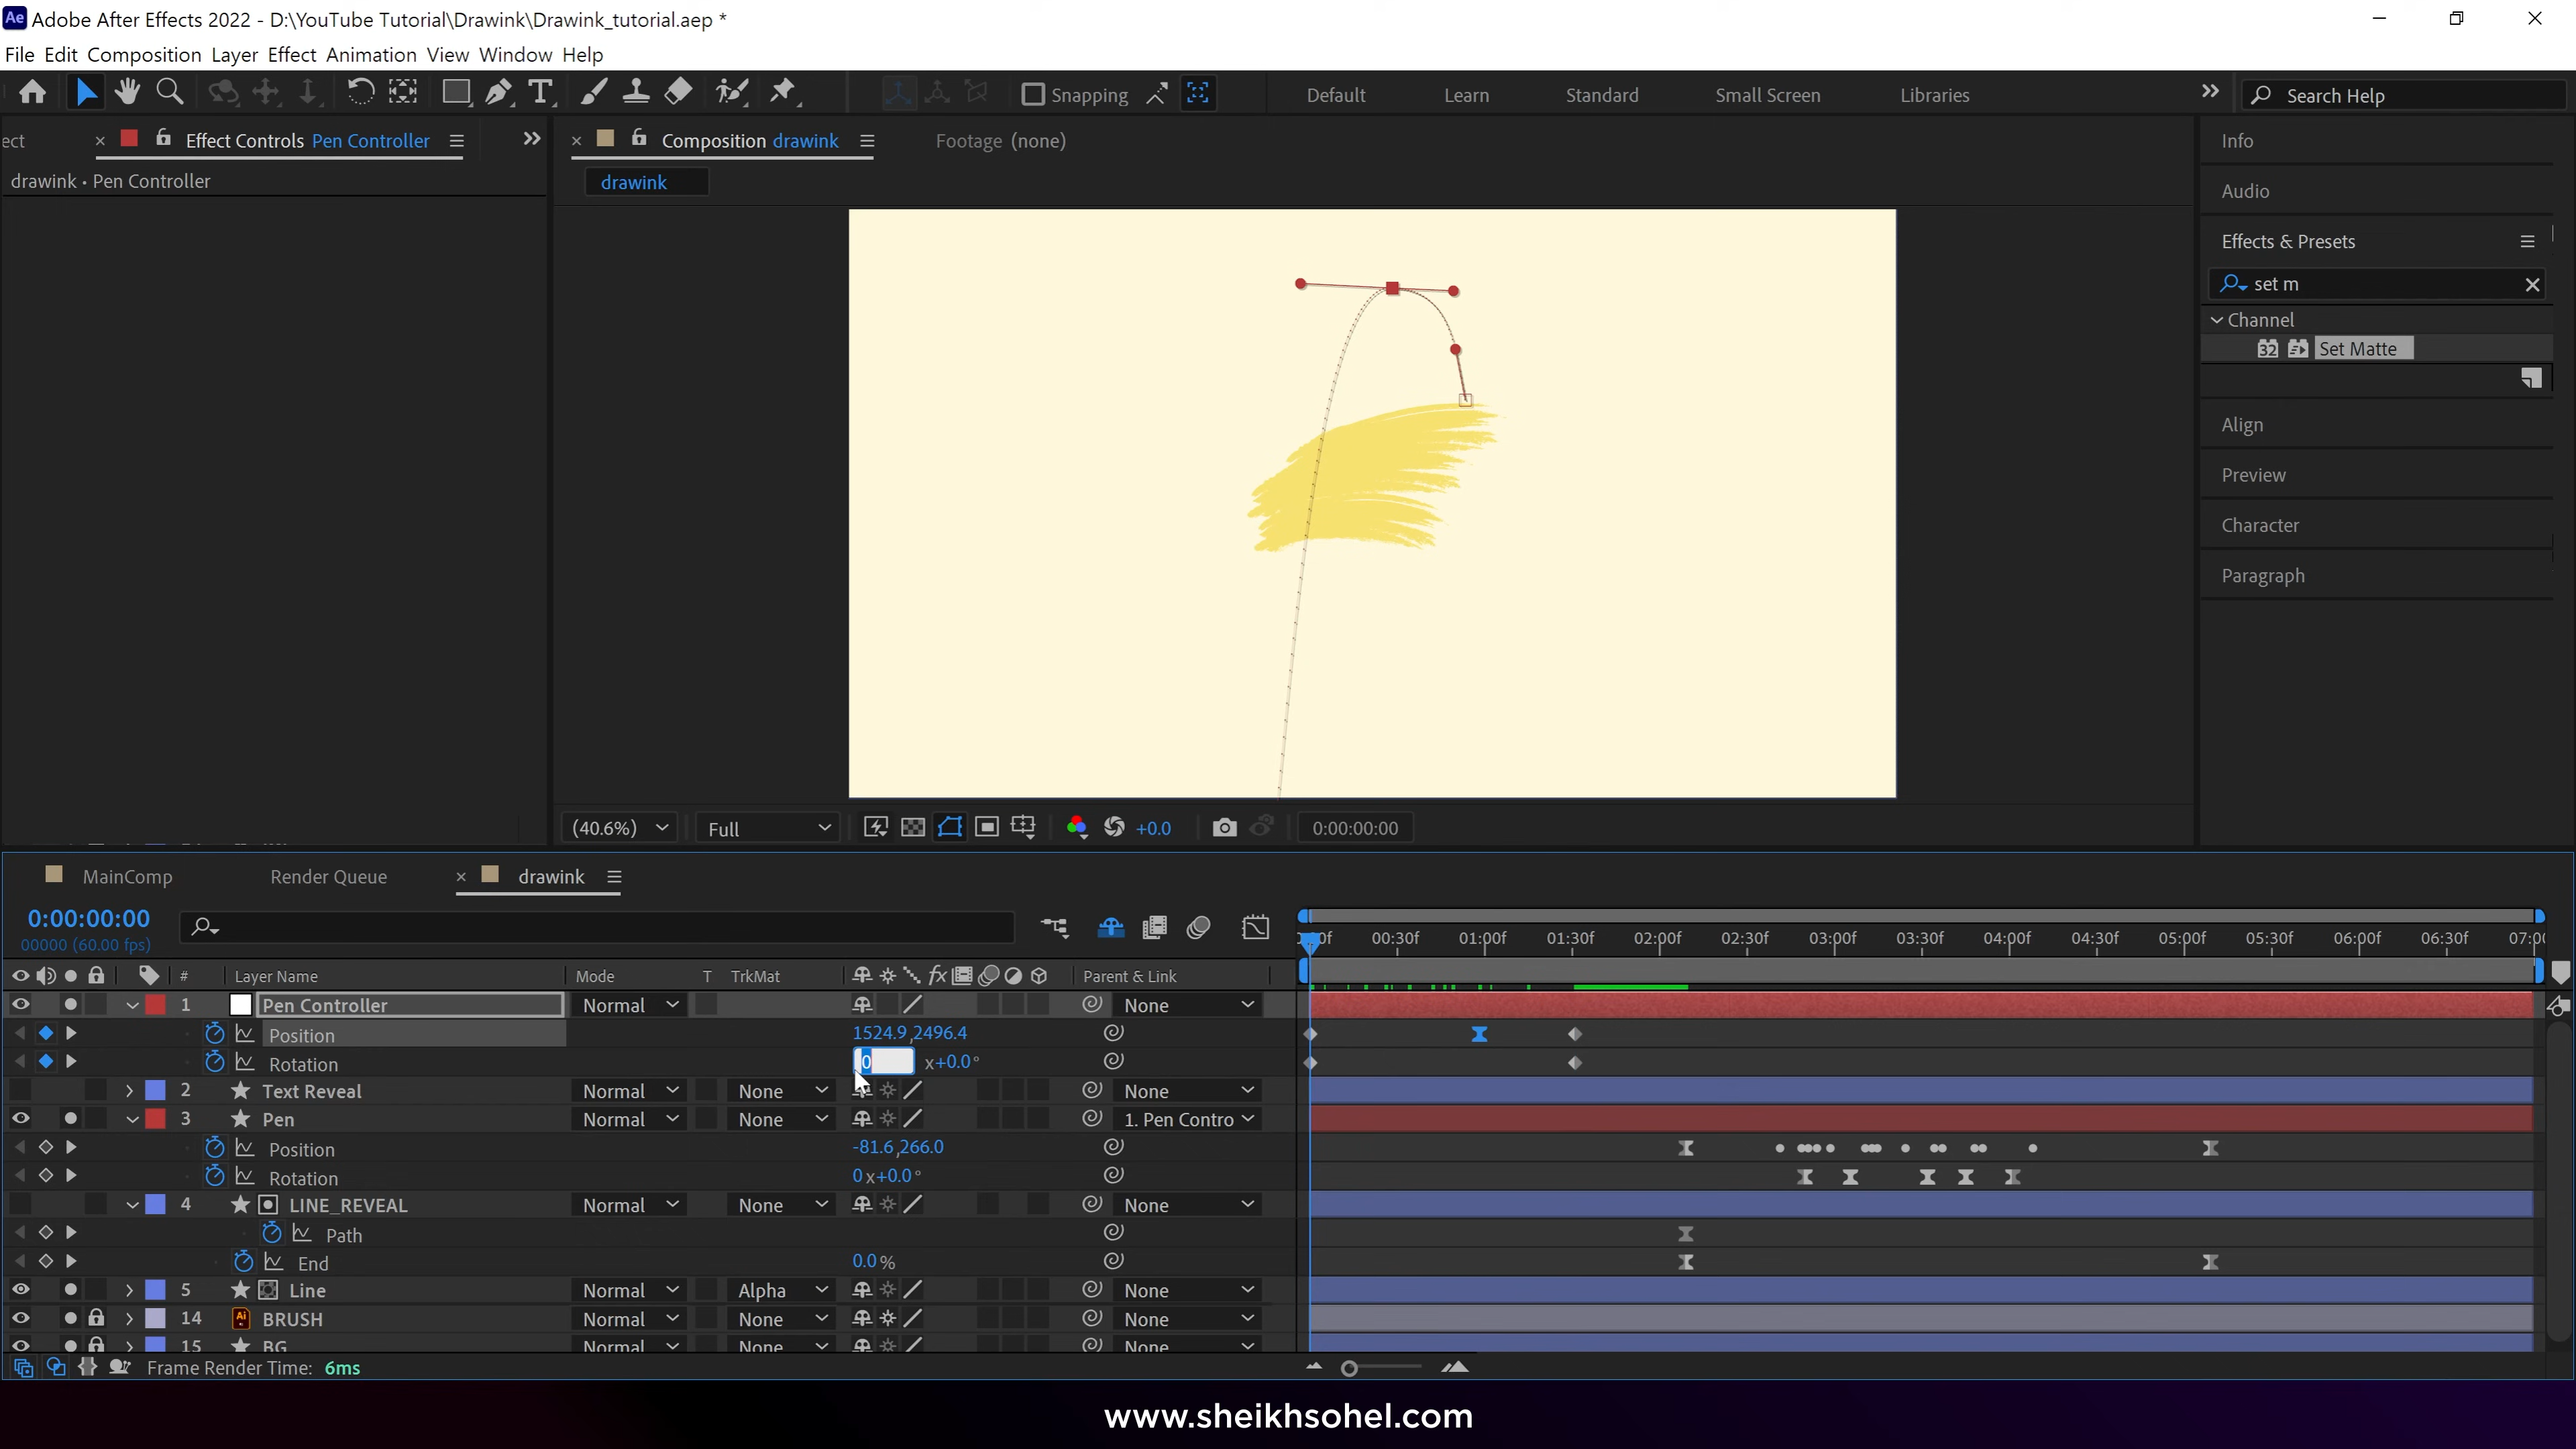 Ae Adobe After Effects 2022 - D:\YouTube Tutorial\Drawink\Drawink_tutorial.aep *
File Edit Composition Layer Effect Animation View Window Help
Snapping Default Learn Standard Small Screen Libraries Search Help
ect Effect Controls Pen Controller Composition drawink Footage (none) Info
drawink • Pen Controller drawink
Audio
Effects & Presets
set m
Channel
32 Set Matte
Align
Preview
Character
Paragraph
(40.6%) Full +0.0 0:00:00:00
MainComp Render Queue drawink
0:00:00:00
00000 (60.00 fps)
00:30f 01:00f 01:30f 02:00f 02:30f 03:00f 03:30f 04:00f 04:30f 05:00f 05:30f 06:00f 06:30f 07:0
# Layer Name Mode T TrkMat fx Parent & Link
1 Pen Controller Normal None
Position 1524.9,2496.4
Rotation 0 x+0.0°
2 Text Reveal Normal None None
3 Pen Normal None 1. Pen Contro
Position -81.6,266.0
Rotation 0x+0.0°
4 LINE_REVEAL Normal None None
Path
End 0.0%
5 Line Normal Alpha None
14 Ai BRUSH Normal None None
15 BG Normal None None
Frame Render Time: 6ms
www.sheikhsohel.com